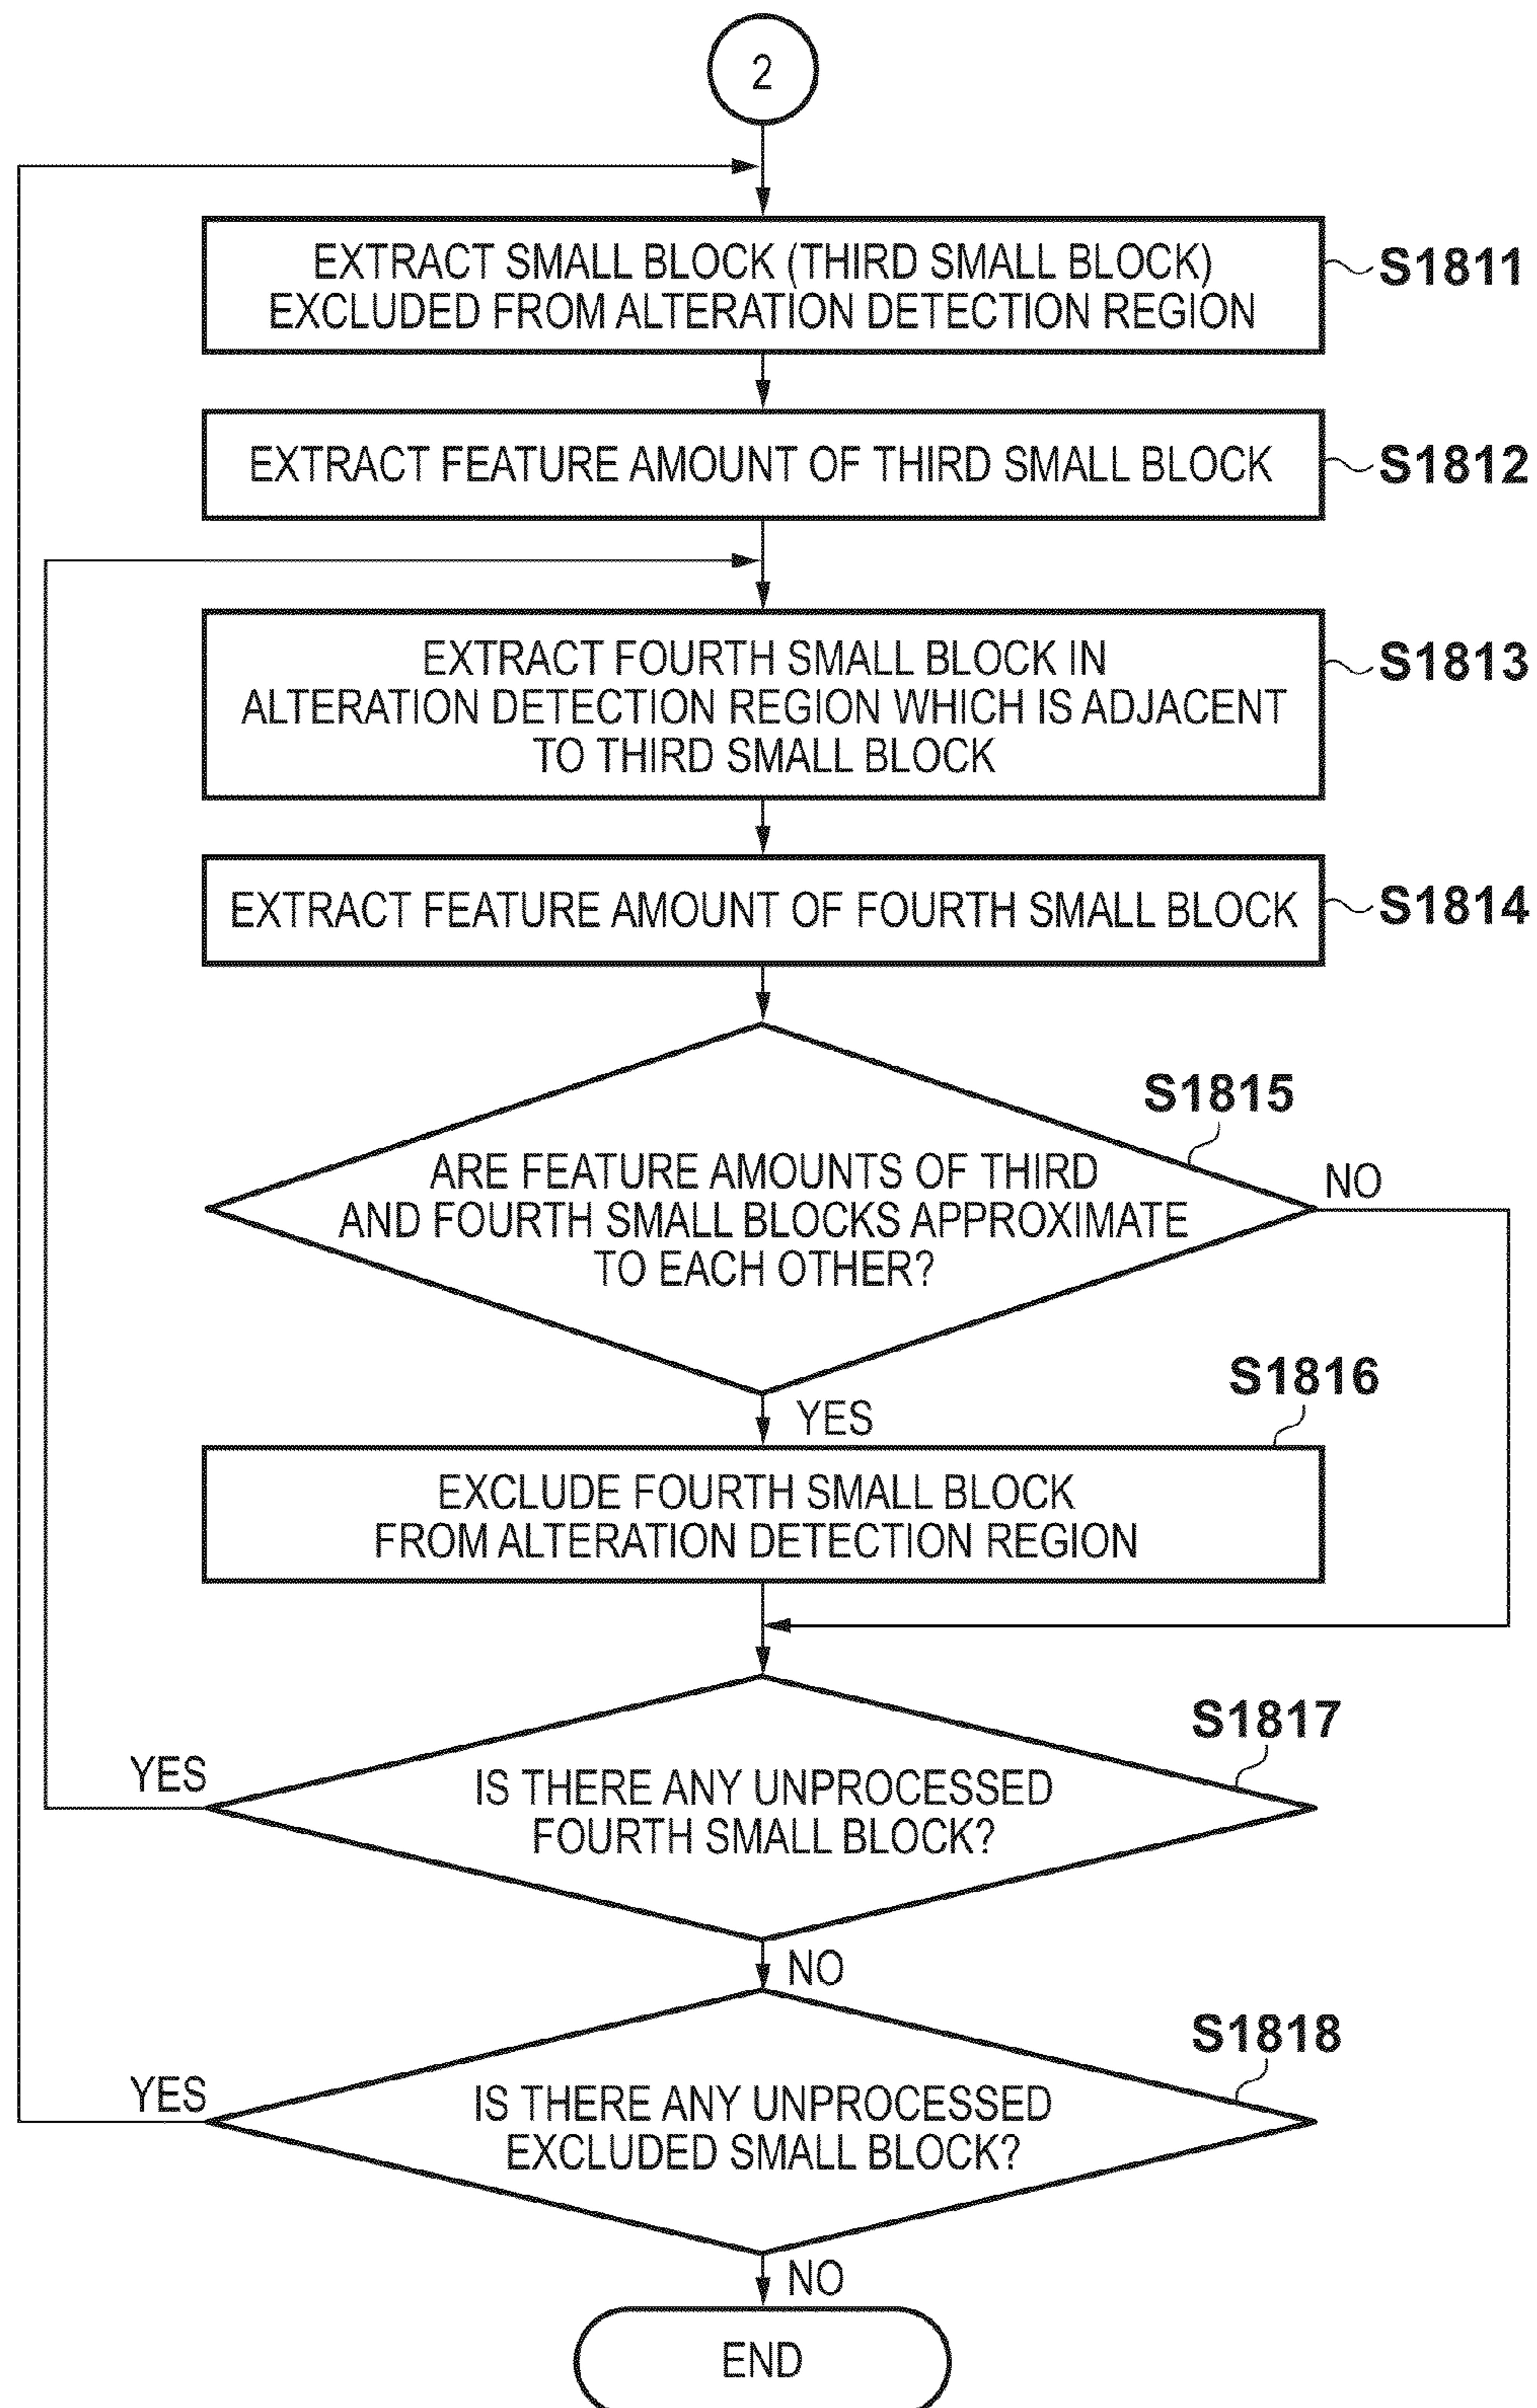 2
EXTRACT SMALL BLOCK (THIRD SMALL BLOCK)
EXCLUDED FROM ALTERATION DETECTION REGION
S1811
EXTRACT FEATURE AMOUNT OF THIRD SMALL BLOCK
S1812
EXTRACT FOURTH SMALL BLOCK IN
ALTERATION DETECTION REGION WHICH IS ADJACENT
TO THIRD SMALL BLOCK
S1813
EXTRACT FEATURE AMOUNT OF FOURTH SMALL BLOCK
S1814
S1815
ARE FEATURE AMOUNTS OF THIRD
AND FOURTH SMALL BLOCKS APPROXIMATE
TO EACH OTHER?
NO
YES
S1816
EXCLUDE FOURTH SMALL BLOCK
FROM ALTERATION DETECTION REGION
S1817
YES
IS THERE ANY UNPROCESSED
FOURTH SMALL BLOCK?
NO
S1818
YES
IS THERE ANY UNPROCESSED
EXCLUDED SMALL BLOCK?
NO
END